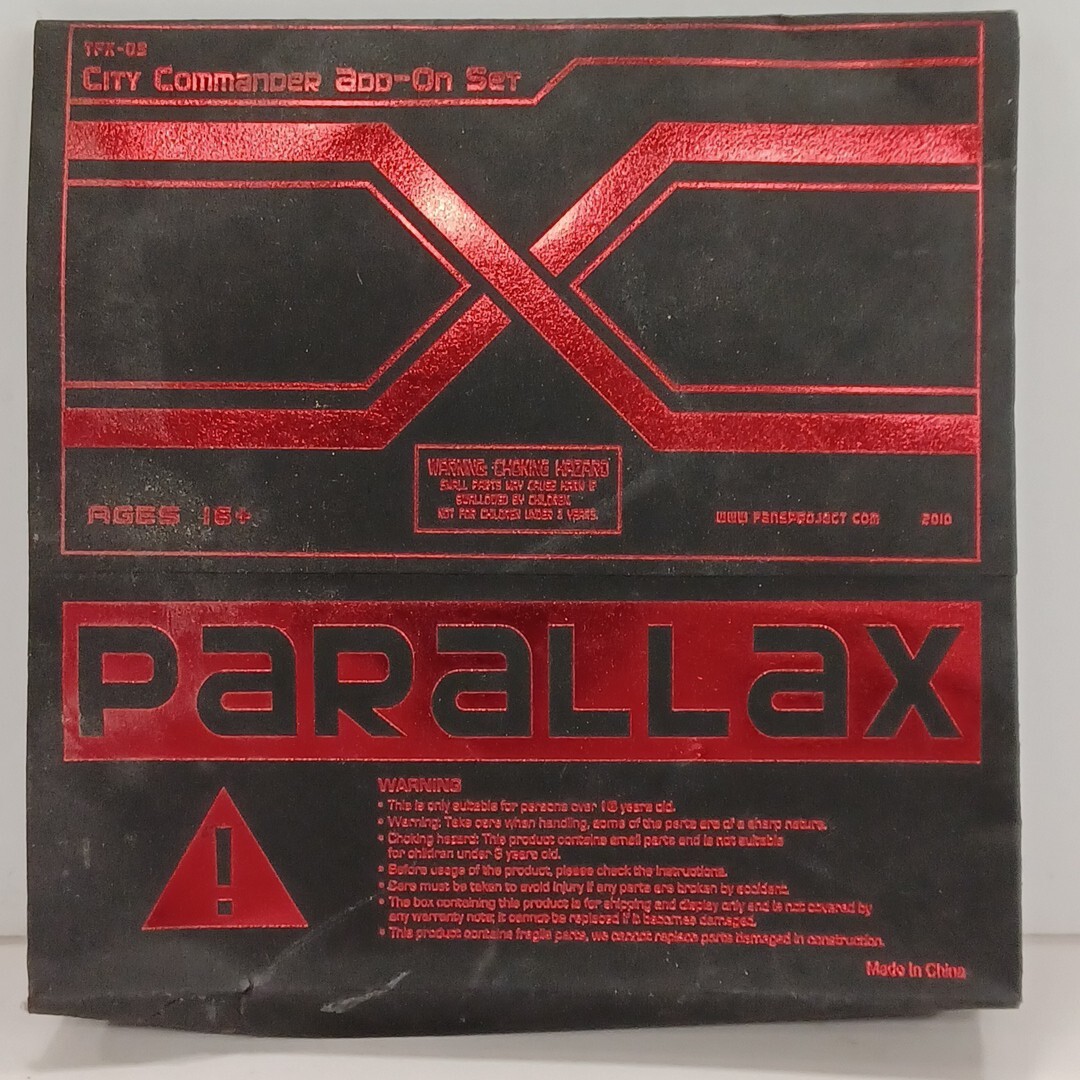 TFX-03
City Commander Add-On Set
WARNING: CHOKING HAZARD
SMALL PARTS MAY CAUSE HARM IF
SWALLOWED BY CHILDREN.
NOT FOR CHILDREN UNDER 3 YEARS.
AGES 16+
WWW.FANSPROJECT.COM 2010
PARALLAX
WARNING
• This is only suitable for persons over 16 years old.
• Warning: Take care when handling, some of the parts are of a sharp nature.
• Choking hazard: This product contains small parts and is not suitable
for children under 3 years old.
• Before usage of the product, please check the instructions.
• Care must be taken to avoid injury if any parts are broken by accident.
• The box containing this product is for shipping and display only and is not covered by
any warranty note; it cannot be replaced if it becomes damaged.
• This product contains fragile parts, we cannot replace parts damaged in construction.
Made in China